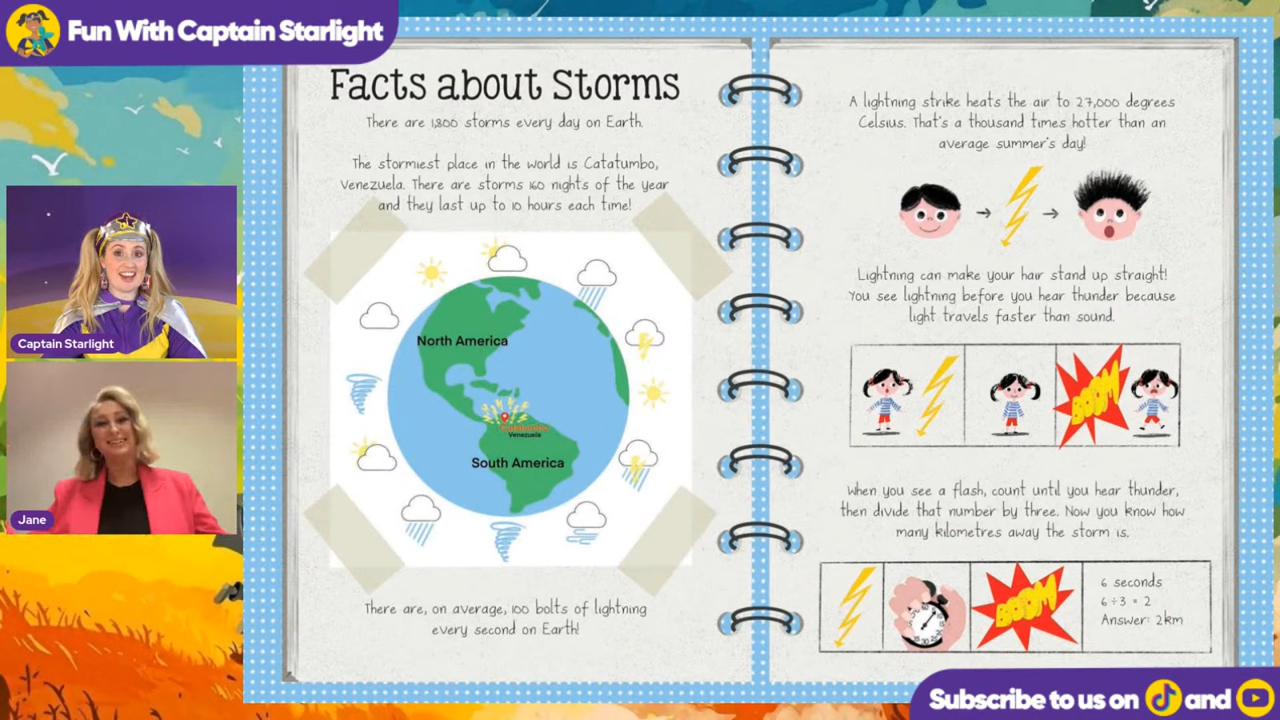 Fun With Captain Starlight
Facts about Storms
There are 1,800 storms every day on Earth.
The stormiest place in the world is Catatumbo,
Venezuela. There are storms 160 nights of the year
and they last up to 10 hours each time!
North America
Catatumbo
Venezuela
South America
There are, on average, 100 bolts of lightning
every second on Earth!
A lightning strike heats the air to 27,000 degrees
Celsius. That's a thousand times hotter than an
average summer's day!
Lightning can make your hair stand up straight!
You see lightning before you hear thunder because
light travels faster than sound.
BOOM
When you see a flash, count until you hear thunder,
then divide that number by three. Now you know how
many kilometres away the storm is.
BOOM
6 seconds
6÷3 = 2
Answer: 2km
Captain Starlight
Jane
Subscribe to us on and